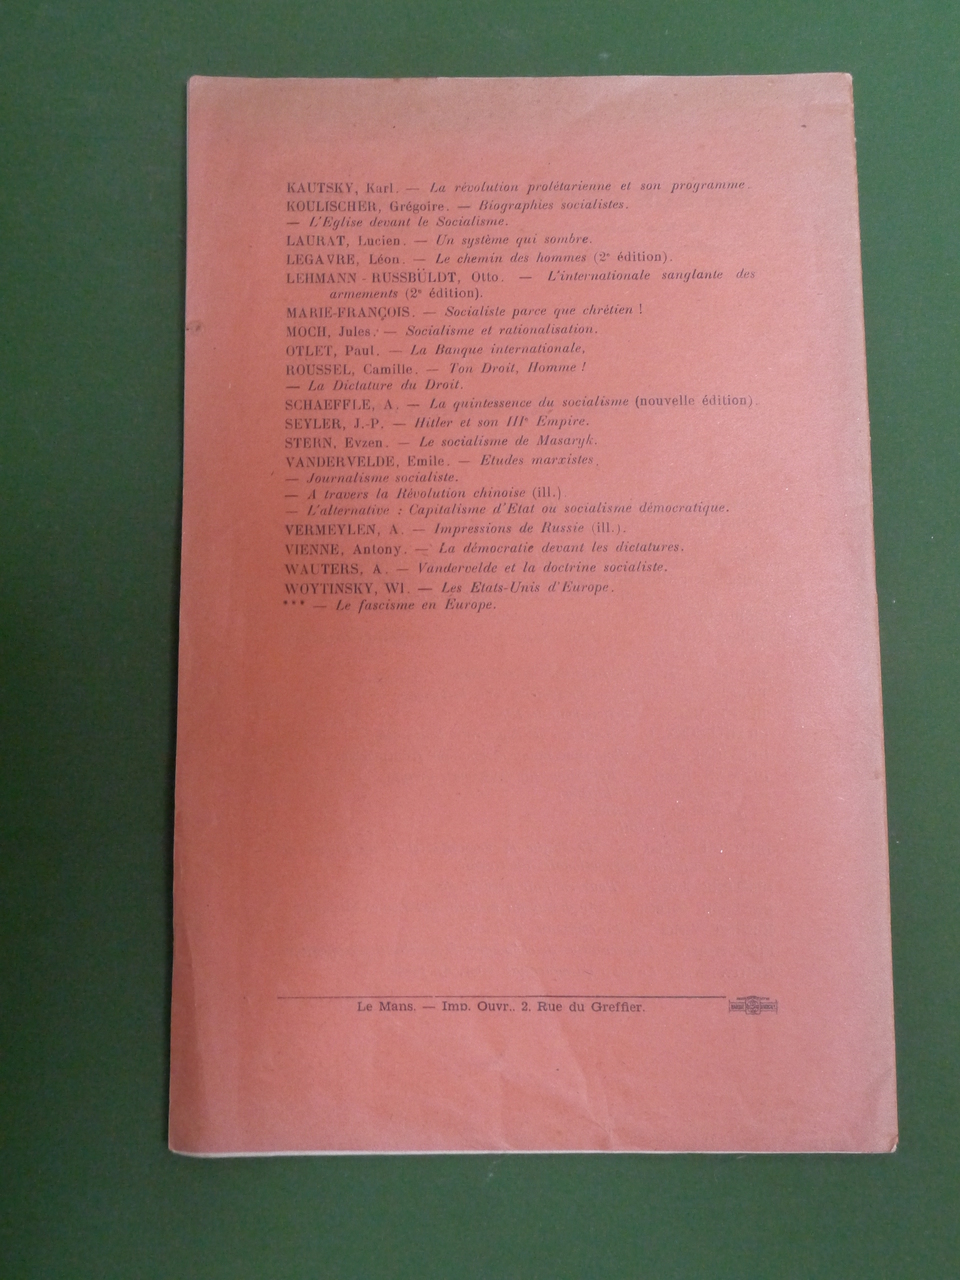 KAUTSKY, Karl. — La révolution prolétarienne et son programme.
KOULISCHER, Grégoire. — Biographies socialistes.
— L'Eglise devant le Socialisme.
LAURAT, Lucien. — Un système qui sombre.
LEGAVRE, Léon. — Le chemin des hommes (2e édition).
LEHMANN - RUSSBÜLDT, Otto. — L'internationale sanglante des
armements (2e édition).
MARIE-FRANÇOIS. — Socialiste parce que chrétien !
MOCH, Jules. — Socialisme et rationalisation.
OTLET, Paul. — La Banque internationale.
ROUSSEL, Camille. — Ton Droit, Homme !
— La Dictature du Droit.
SCHAEFFLE, A. — La quintessence du socialisme (nouvelle édition).
SEYLER, J.-P. — Hitler et son IIIe Empire.
STERN, Evzen. — Le socialisme de Masaryk.
VANDERVELDE, Emile. — Etudes marxistes.
— Journalisme socialiste.
— A travers la Révolution chinoise (ill.)
— L'alternative : Capitalisme d'Etat ou socialisme démocratique.
VERMEYLEN, A. — Impressions de Russie (ill.).
VIENNE, Antony. — La démocratie devant les dictatures.
WAUTERS, A. — Vandervelde et la doctrine socialiste.
WOYTINSKY, WI. — Les Etats-Unis d'Europe.
*** — Le fascisme en Europe.
Le Mans. — Imp. Ouvr., 2, Rue du Greffier.